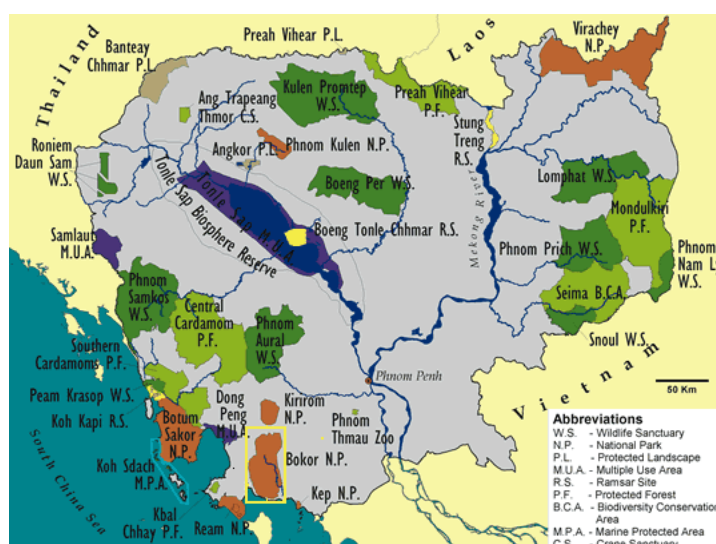 Thailand
Laos
Vietnam
South China Sea
Banteay
Chhmar P.L.
Preah Vihear P.L.
Virachey
N.P.
Ang Trapeang
Thmor C.S.
Kulen Promtep
W.S.
Preah Vihear
P.F.
Stung
Treng
R.S.
Phnom Kulen N.P.
Angkor P.L.
Roniem
Daun Sam
W.S.
Boeng Per W.S.
Lomphat W.S.
Mondulkiri
P.F.
Tonle Sap M.U.A.
Tonle Sap Biosphere Reserve
Boeng Tonle Chhmar R.S.
Mekong River
Samlaut
M.U.A.
Phnom Prich W.S.
Phnom
Nam L
W.S.
Phnom
Samkos
W.S.
Central
Cardamom
P.F.
Phnom
Aural
W.S.
Seima B.C.A.
Snoul W.S.
Southern
Cardamoms P.F.
Phnom Penh
50 Km
Peam Krasop W.S.
Koh Kapi R.S.
Botum
Sakor
N.P.
Dong
Peng
M.U.A.
Kirirom
N.P.
Phnom
Thmau Zoo
Bokor N.P.
Koh Sdach
M.P.A.
Kbal
Chhay P.F.
Ream N.P.
Kep N.P.
Abbreviations
W.S. - Wildlife Sanctuary
N.P. - National Park
P.L. - Protected Landscape
M.U.A. - Multiple Use Area
R.S. - Ramsar Site
P.F. - Protected Forest
B.C.A. - Biodiversity Conservation
Area
M.P.A. - Marine Protected Area
C.S. - Crane Sanctuary